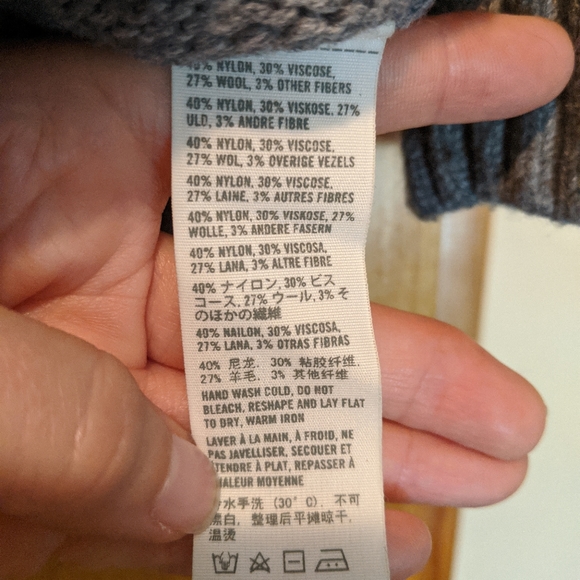 40% NYLON, 30% VISCOSE,
27% WOOL, 3% OTHER FIBERS
40% NYLON, 30% VISKOSE, 27%
ULD, 3% ANDRE FIBRE
40% NYLON, 30% VISCOSE,
27% WOL, 3% OVERIGE VEZELS
40% NYLON, 30% VISCOSE,
27% LAINE, 3% AUTRES FIBRES
40% NYLON, 30% VISKOSE, 27%
WOLLE, 3% ANDERE FASERN
40% NYLON, 30% VISCOSA,
27% LANA, 3% ALTRE FIBRE
40% ナイロン, 30% ビス
コース, 27% ウール, 3% そ
のほかの繊維
40% NAILON, 30% VISCOSA,
27% LANA, 3% OTRAS FIBRAS
40% 尼龙, 30% 粘胶纤维,
27% 羊毛, 3% 其他纤维
HAND WASH COLD, DO NOT
BLEACH, RESHAPE AND LAY FLAT
TO DRY, WARM IRON
LAVER À LA MAIN, À FROID, NE
PAS JAVELLISER, SECOUER ET
TENDRE À PLAT, REPASSER À
HALEUR MOYENNE
水手洗 (30°C), 不可
漂白, 整理后平摊晾干,
温烫